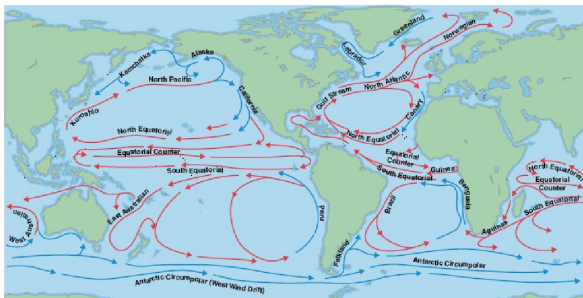 Greenland
Norwegian
Labrador
Alaska
Kamchatka
North Pacific
North Atlantic
Gulf Stream
California
Canary
Kuroshio
North Equatorial
North Equatorial
Equatorial Counter
Equatorial
Counter
Guinea
North Equatorial
Equatorial
Counter
South Equatorial
South Equatorial
South Equatorial
East Australian
West Australian
Peru
Brazil
Benguela
Agulhas
Falkland
Antarctic Circumpolar
Antarctic Circumpolar (West Wind Drift)